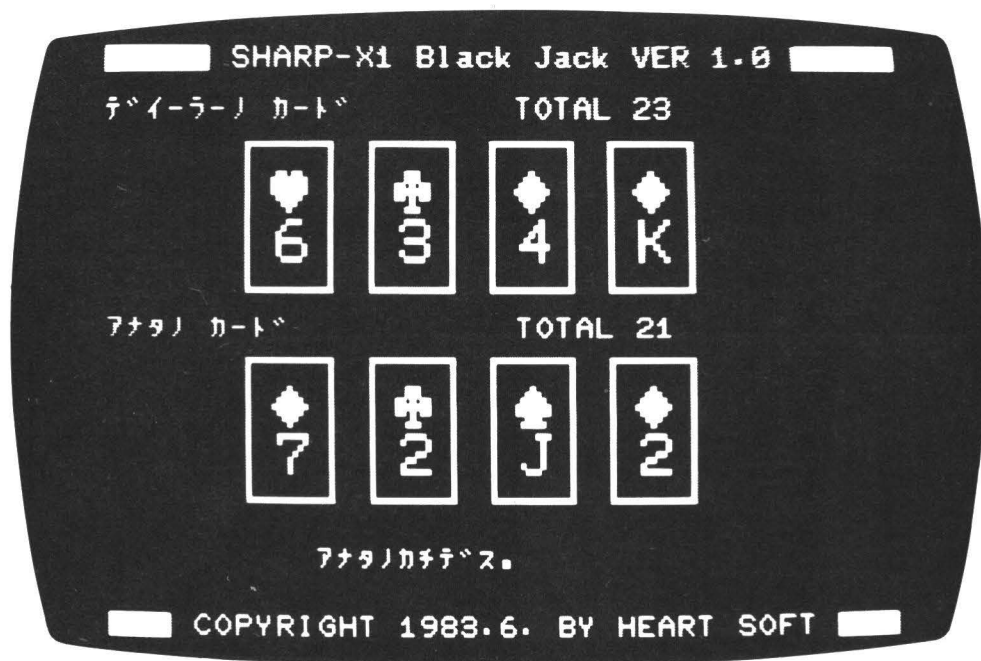 SHARP-X1 Black Jack VER 1.0
デイーラーノ カード TOTAL 23
6 3 4 K
アナタノ カード TOTAL 21
7 2 J 2
アナタノカチデス.
COPYRIGHT 1983.6. BY HEART SOFT